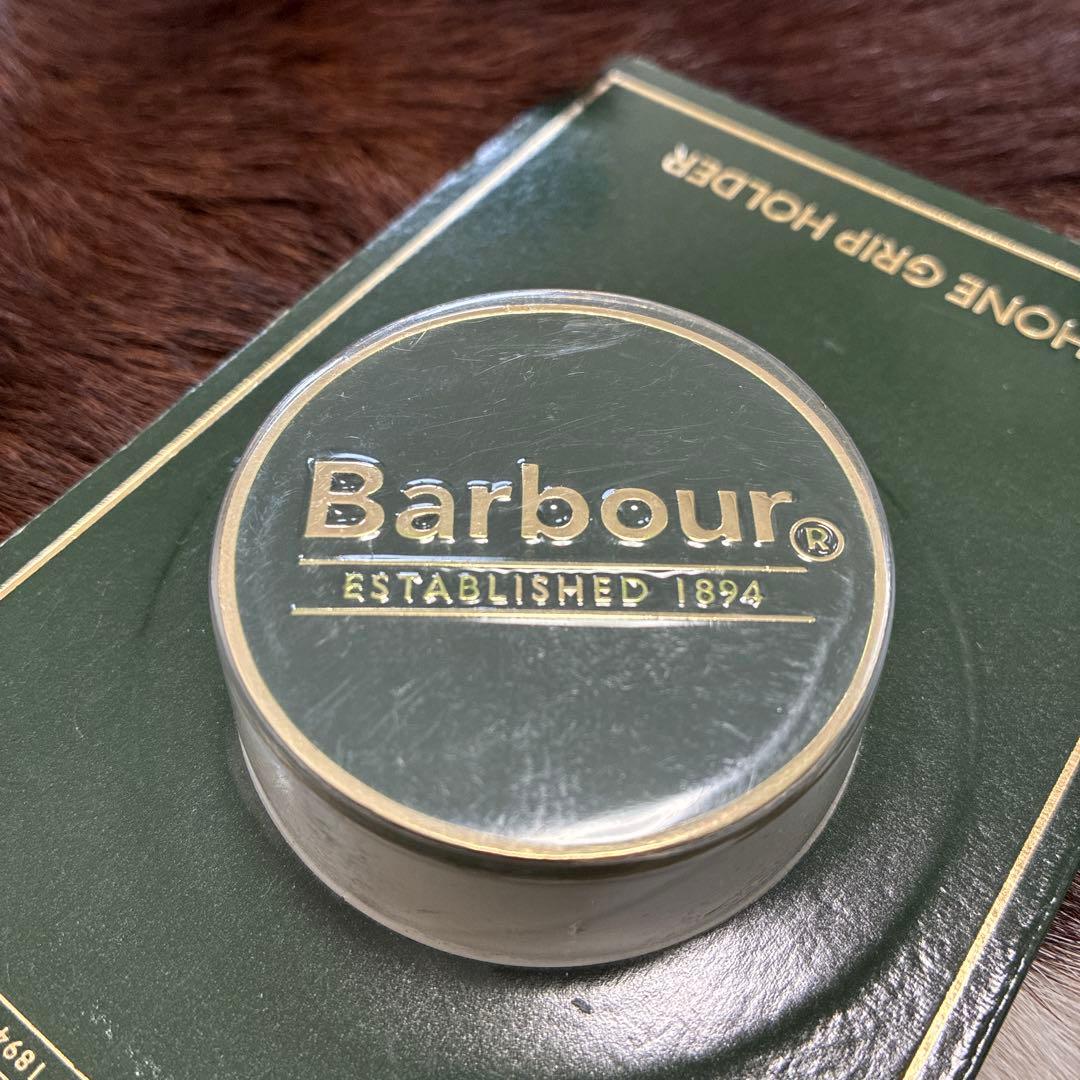 HONE GRIP HOLDER
Barbour®
ESTABLISHED 1894
1894